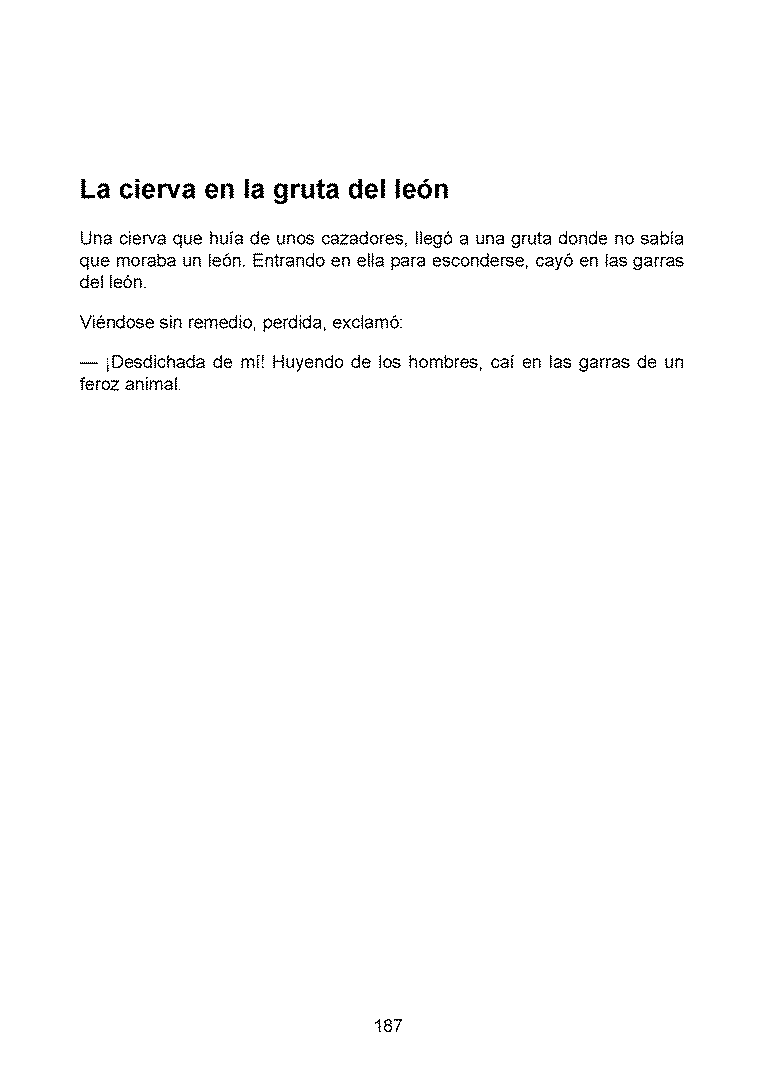 La cierva en la gruta del león
Una cierva que huía de unos cazadores, llegó a una gruta donde no sabía
que moraba un león. Entrando en ella para esconderse, cayó en las garras
del león.
Viéndose sin remedio, perdida, exclamó:
— ¡Desdichada de mí! Huyendo de los hombres, caí en las garras de un
feroz animal.
187